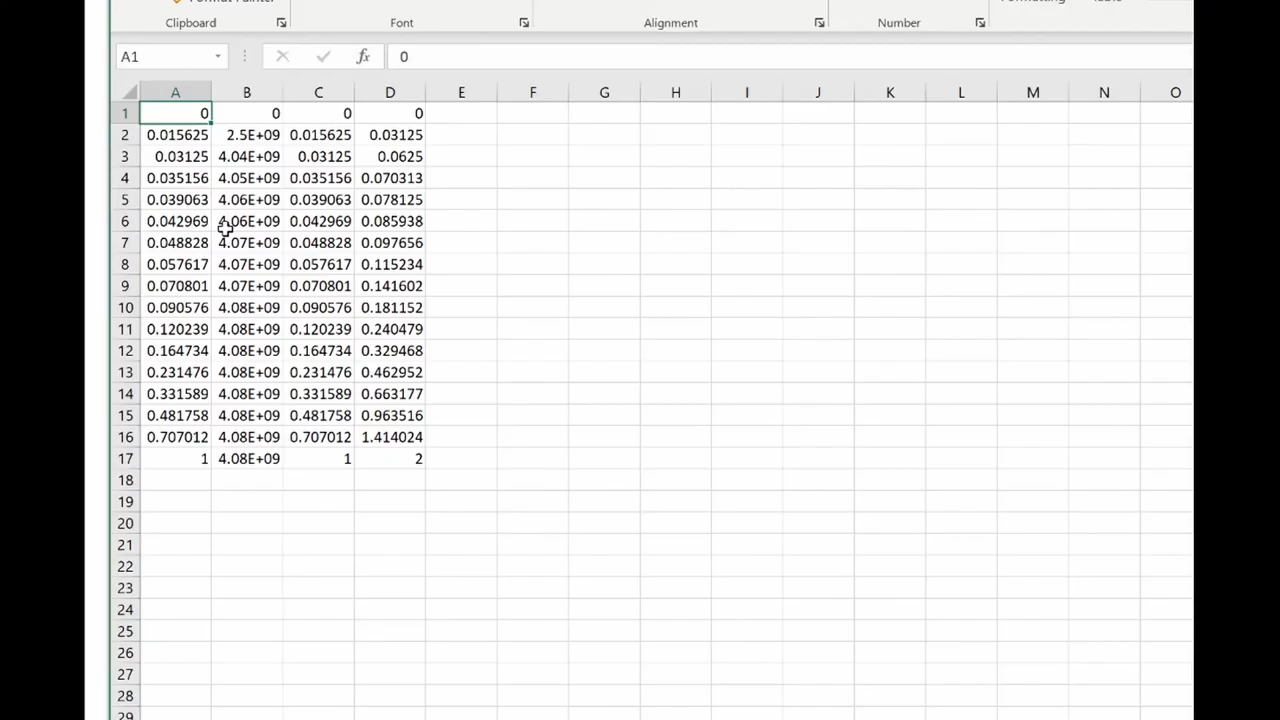 Format Painter
Clipboard Font Alignment Number Formatting Table
A1 fx 0
A B C D E F G H I J K L M N O
1 0 0 0 0
2 0.015625 2.5E+09 0.015625 0.03125
3 0.03125 4.04E+09 0.03125 0.0625
4 0.035156 4.05E+09 0.035156 0.070313
5 0.039063 4.06E+09 0.039063 0.078125
6 0.042969 4.06E+09 0.042969 0.085938
7 0.048828 4.07E+09 0.048828 0.097656
8 0.057617 4.07E+09 0.057617 0.115234
9 0.070801 4.07E+09 0.070801 0.141602
10 0.090576 4.08E+09 0.090576 0.181152
11 0.120239 4.08E+09 0.120239 0.240479
12 0.164734 4.08E+09 0.164734 0.329468
13 0.231476 4.08E+09 0.231476 0.462952
14 0.331589 4.08E+09 0.331589 0.663177
15 0.481758 4.08E+09 0.481758 0.963516
16 0.707012 4.08E+09 0.707012 1.414024
17 1 4.08E+09 1 2
18
19
20
21
22
23
24
25
26
27
28
29